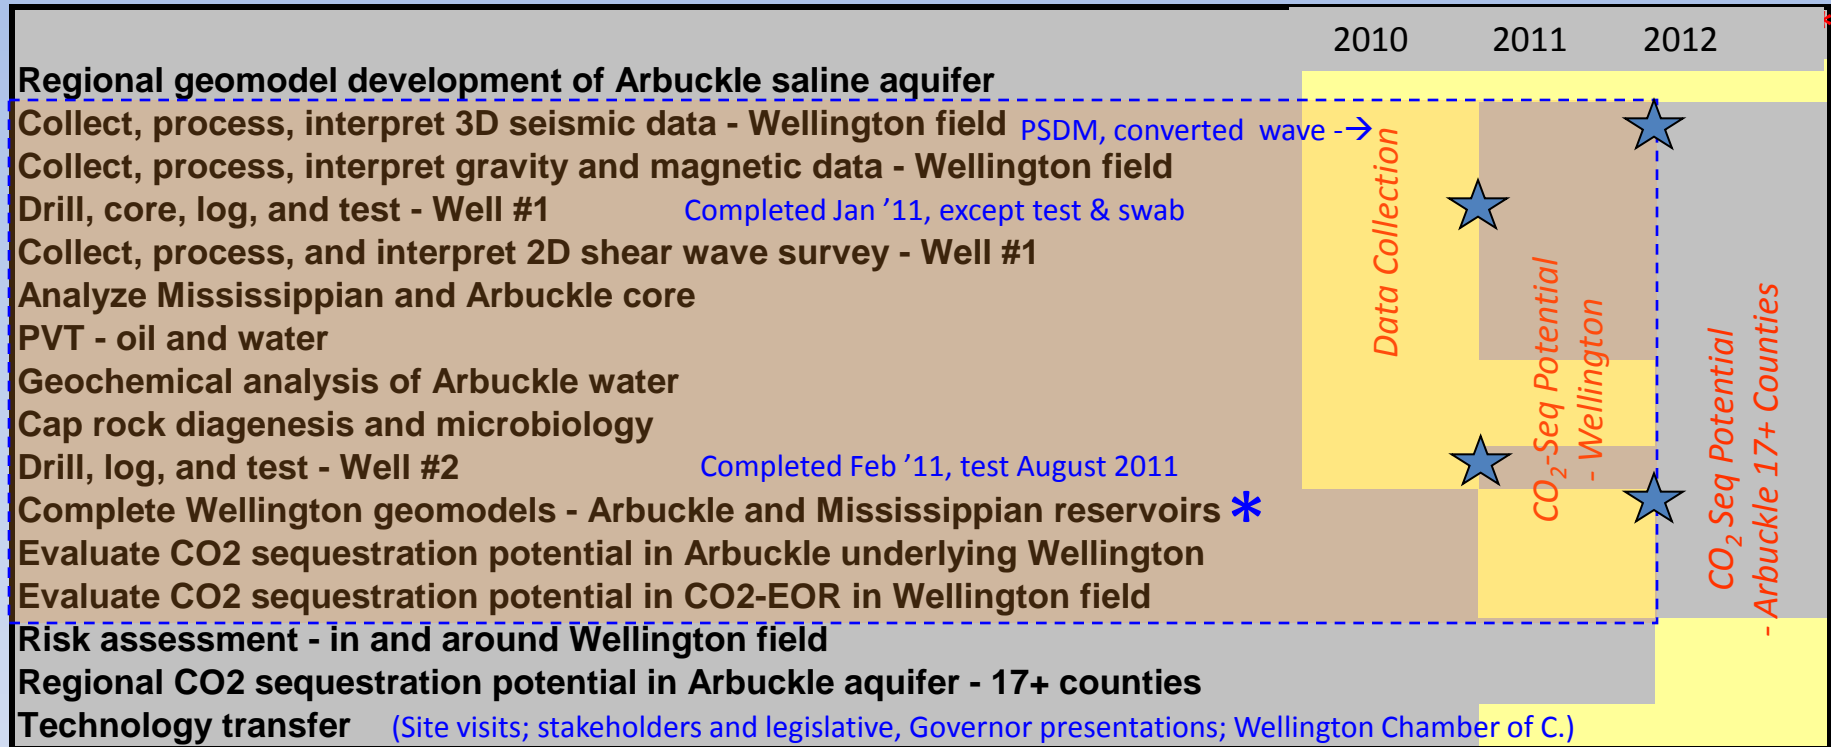 2010 2011 2012
Regional geomodel development of Arbuckle saline aquifer
Collect, process, interpret 3D seismic data - Wellington field PSDM, converted wave -→
Collect, process, interpret gravity and magnetic data - Wellington field
Drill, core, log, and test - Well #1 Completed Jan ’11, except test & swab
Collect, process, and interpret 2D shear wave survey - Well #1
Analyze Mississippian and Arbuckle core
PVT - oil and water
Geochemical analysis of Arbuckle water
Cap rock diagenesis and microbiology
Drill, log, and test - Well #2 Completed Feb ’11, test August 2011
Complete Wellington geomodels - Arbuckle and Mississippian reservoirs *
Evaluate CO2 sequestration potential in Arbuckle underlying Wellington
Evaluate CO2 sequestration potential in CO2-EOR in Wellington field
Risk assessment - in and around Wellington field
Regional CO2 sequestration potential in Arbuckle aquifer - 17+ counties
Technology transfer (Site visits; stakeholders and legislative, Governor presentations; Wellington Chamber of C.)
Data Collection
CO₂-Seq Potential
- Wellington
CO₂ Seq Potential
- Arbuckle 17+ Counties